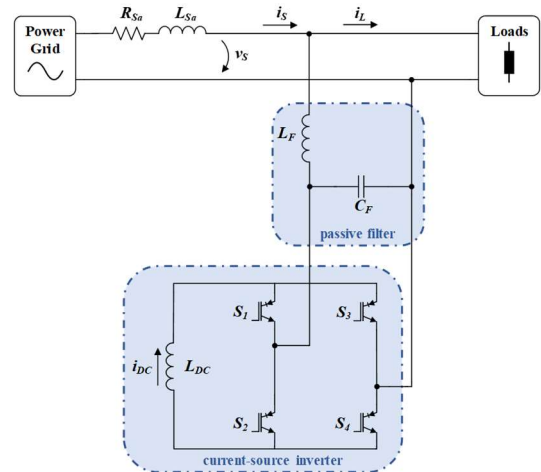 Power
Grid
R_Sa
L_Sa
v_S
i_S
i_L
Loads
L_F
C_F
passive filter
S_1
S_3
i_DC
L_DC
S_2
S_4
current-source inverter